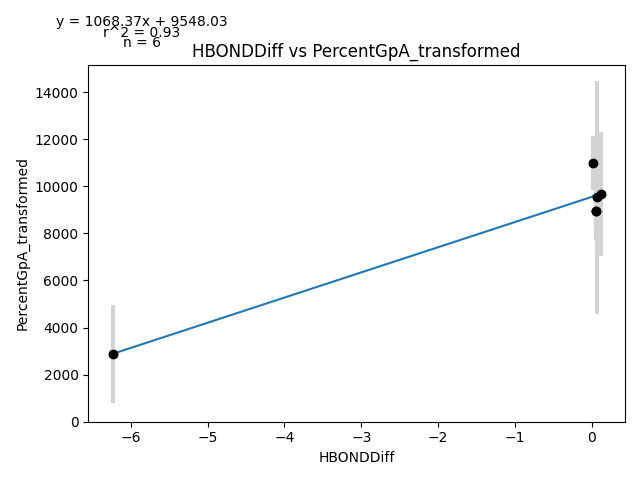 y = 1068.37x + 9548.03
r^2 = 0.93
n = 6
HBONDDiff vs PercentGpA_transformed
PercentGpA_transformed
14000
12000
10000
8000
6000
4000
2000
0
−6 −5 −4 −3 −2 −1 0
HBONDDiff